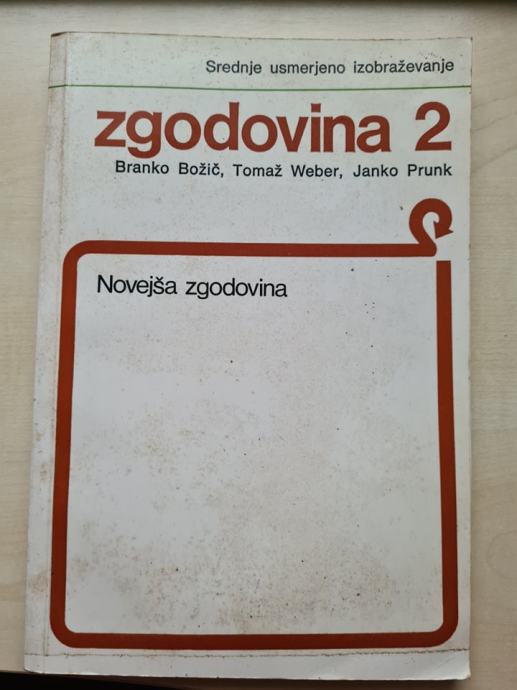 Srednje usmerjeno izobraževanje
zgodovina 2
Branko Božič, Tomaž Weber, Janko Prunk
Novejša zgodovina